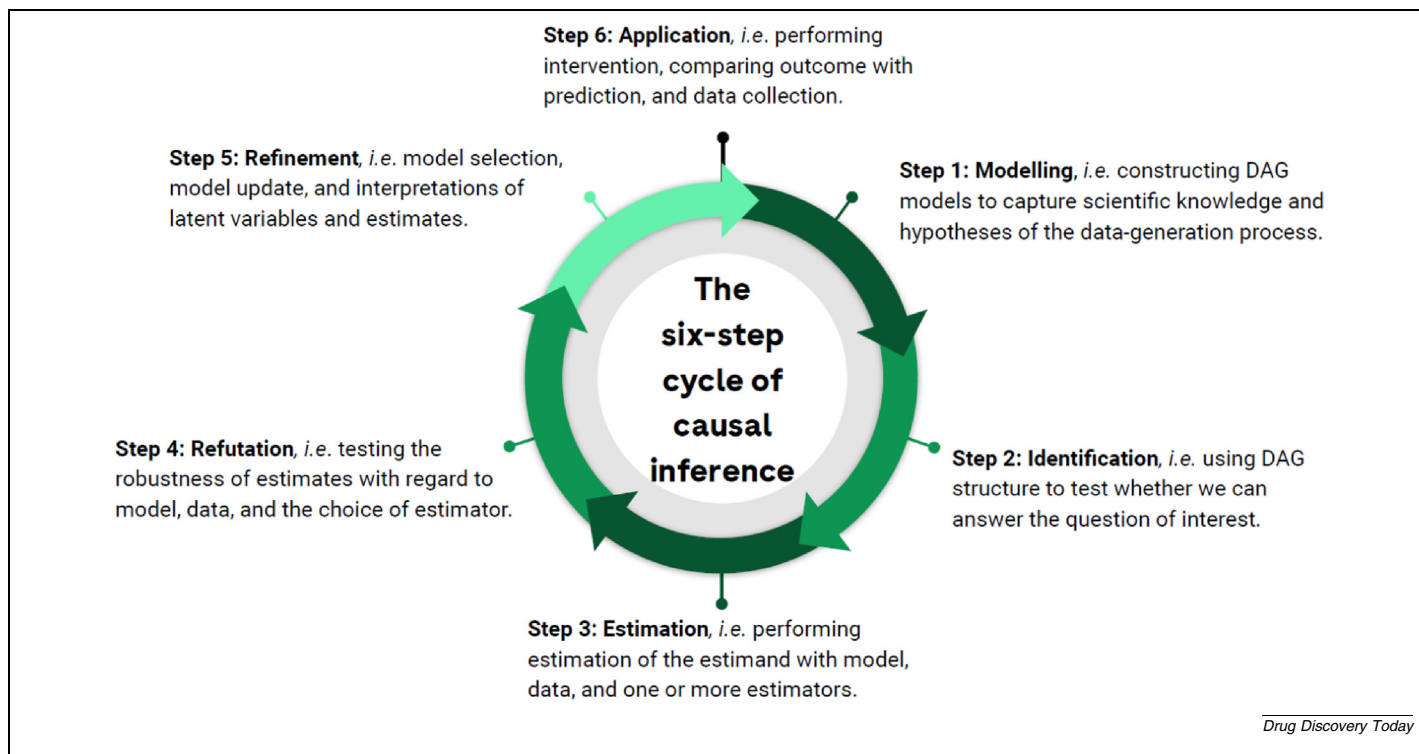 Step 6: Application, i.e. performing
intervention, comparing outcome with
prediction, and data collection.
Step 5: Refinement, i.e. model selection,
model update, and interpretations of
latent variables and estimates.
Step 1: Modelling, i.e. constructing DAG
models to capture scientific knowledge and
hypotheses of the data-generation process.
The
six-step
cycle of
causal
inference
Step 4: Refutation, i.e. testing the
robustness of estimates with regard to
model, data, and the choice of estimator.
Step 2: Identification, i.e. using DAG
structure to test whether we can
answer the question of interest.
Step 3: Estimation, i.e. performing
estimation of the estimand with model,
data, and one or more estimators.
Drug Discovery Today